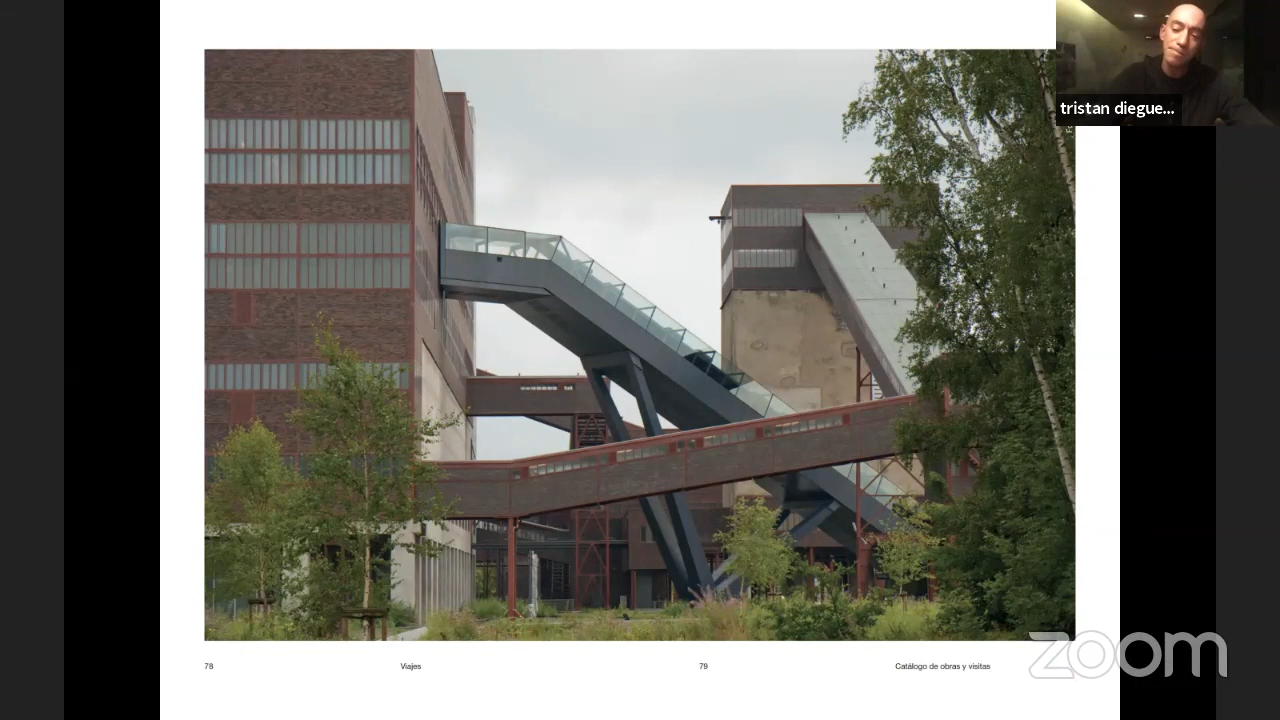 tristan diegue...
78
Viajes
79
Catálogo de obras y visitas
zoom